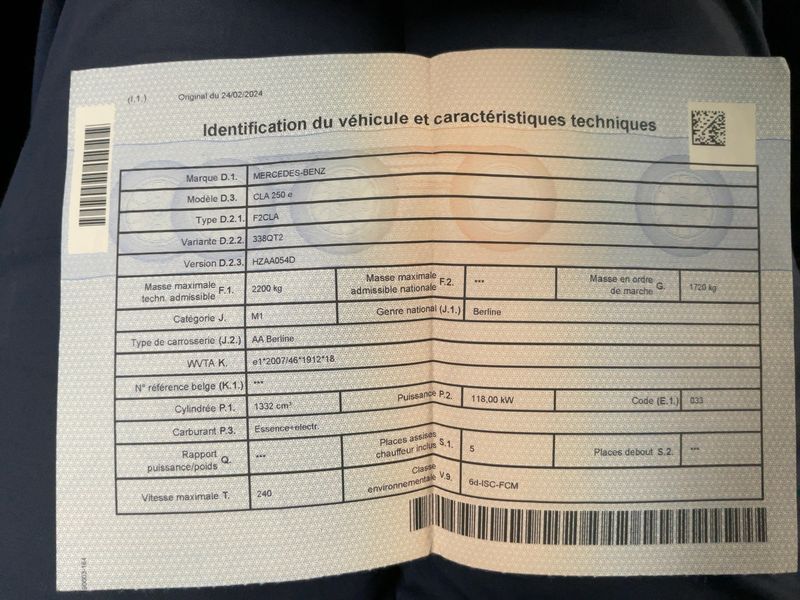 (I.1.) Original du 24/02/2024
Identification du véhicule et caractéristiques techniques
Marque D.1. MERCEDES-BENZ
Modèle D.3. CLA 250 e
Type D.2.1. F2CLA
Variante D.2.2. 338QT2
Version D.2.3. HZAA054D
Masse maximale techn. admissible F.1. 2200 kg Masse maximale admissible nationale F.2. *** Masse en ordre de marche G. 1720 kg
Catégorie J. M1 Genre national (J.1.) Berline
Type de carrosserie (J.2.) AA Berline
WVTA K. e1*2007/46*1912*18
N° référence belge (K.1.) ***
Cylindrée P.1. 1332 cm³ Puissance P.2. 118,00 kW Code (E.1.) 033
Carburant P.3. Essence+electr.
Rapport puissance/poids Q. *** Places assises chauffeur inclus S.1. 5 Places debout S.2. ***
Vitesse maximale T. 240 Classe environnementale V.9. 6d-ISC-FCM